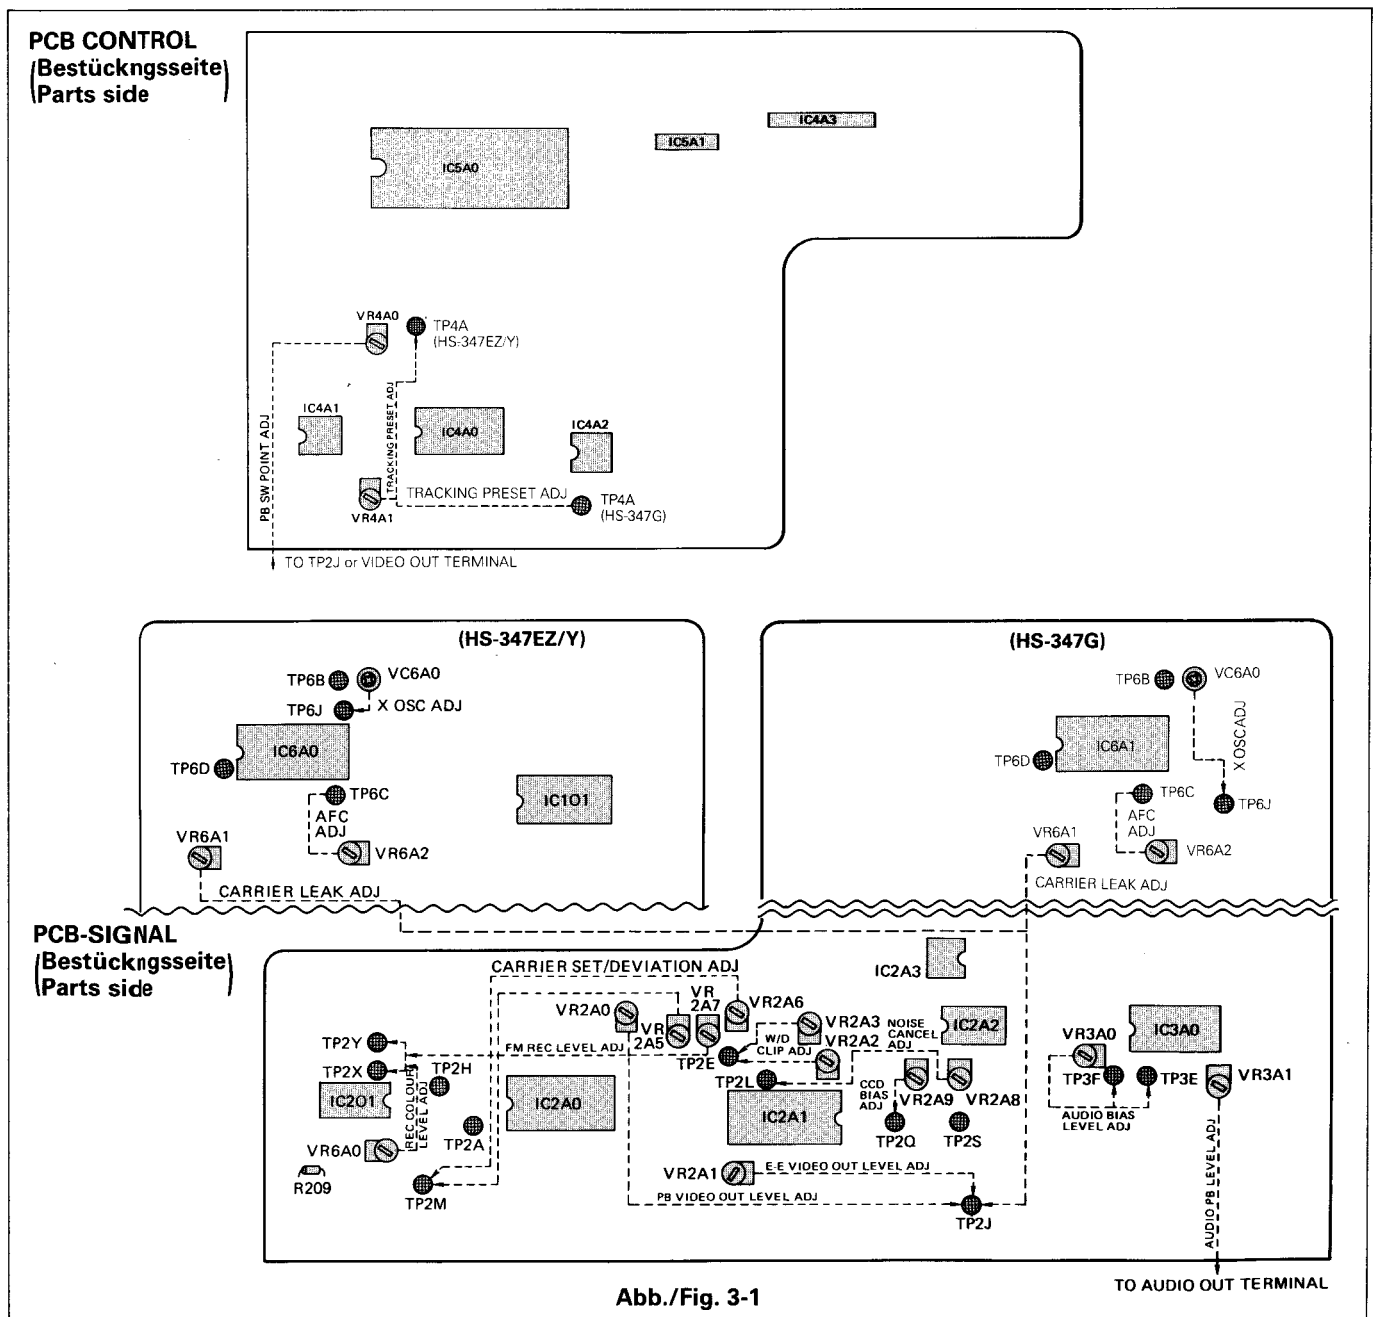 PCB CONTROL
(Bestückngsseite)
(Parts side)
IC4A3
IC5A1
IC5A0
VR4A0
TP4A
(HS-347EZ/Y)
PB SW POINT ADJ
IC4A1
TRACKING PRESET ADJ
IC4A0
IC4A2
TRACKING PRESET ADJ
VR4A1
TP4A
(HS-347G)
TO TP2J or VIDEO OUT TERMINAL
(HS-347EZ/Y)
TP6B
VC6A0
TP6J
X OSC ADJ
IC6A0
TP6D
IC101
TP6C
AFC
ADJ
VR6A1
VR6A2
CARRIER LEAK ADJ
(HS-347G)
TP6B
VC6A0
X OSC ADJ
IC6A1
TP6D
TP6C
TP6J
AFC
ADJ
VR6A1
VR6A2
CARRIER LEAK ADJ
PCB-SIGNAL
(Bestückngsseite)
(Parts side)
CARRIER SET/DEVIATION ADJ
IC2A3
VR2A0
VR
2A7
VR2A6
VR
2A5
VR2A3
W/D
CLIP ADJ
VR2A2
NOISE
CANCEL
ADJ
IC2A2
VR3A0
IC3A0
TP2Y
FM REC LEVEL ADJ
TP2E
TP2X
TP2H
TP2L
CCD
BIAS
ADJ
VR2A9
VR2A8
TP3F
TP3E
VR3A1
IC201
REC COLOUR
LEVEL ADJ
IC2A0
IC2A1
AUDIO BIAS
LEVEL ADJ
TP2A
TP2Q
TP2S
VR6A0
R209
TP2M
VR2A1
E-E VIDEO OUT LEVEL ADJ
PB VIDEO OUT LEVEL ADJ
TP2J
AUDIO PB LEVEL ADJ
TO AUDIO OUT TERMINAL
Abb./Fig. 3-1